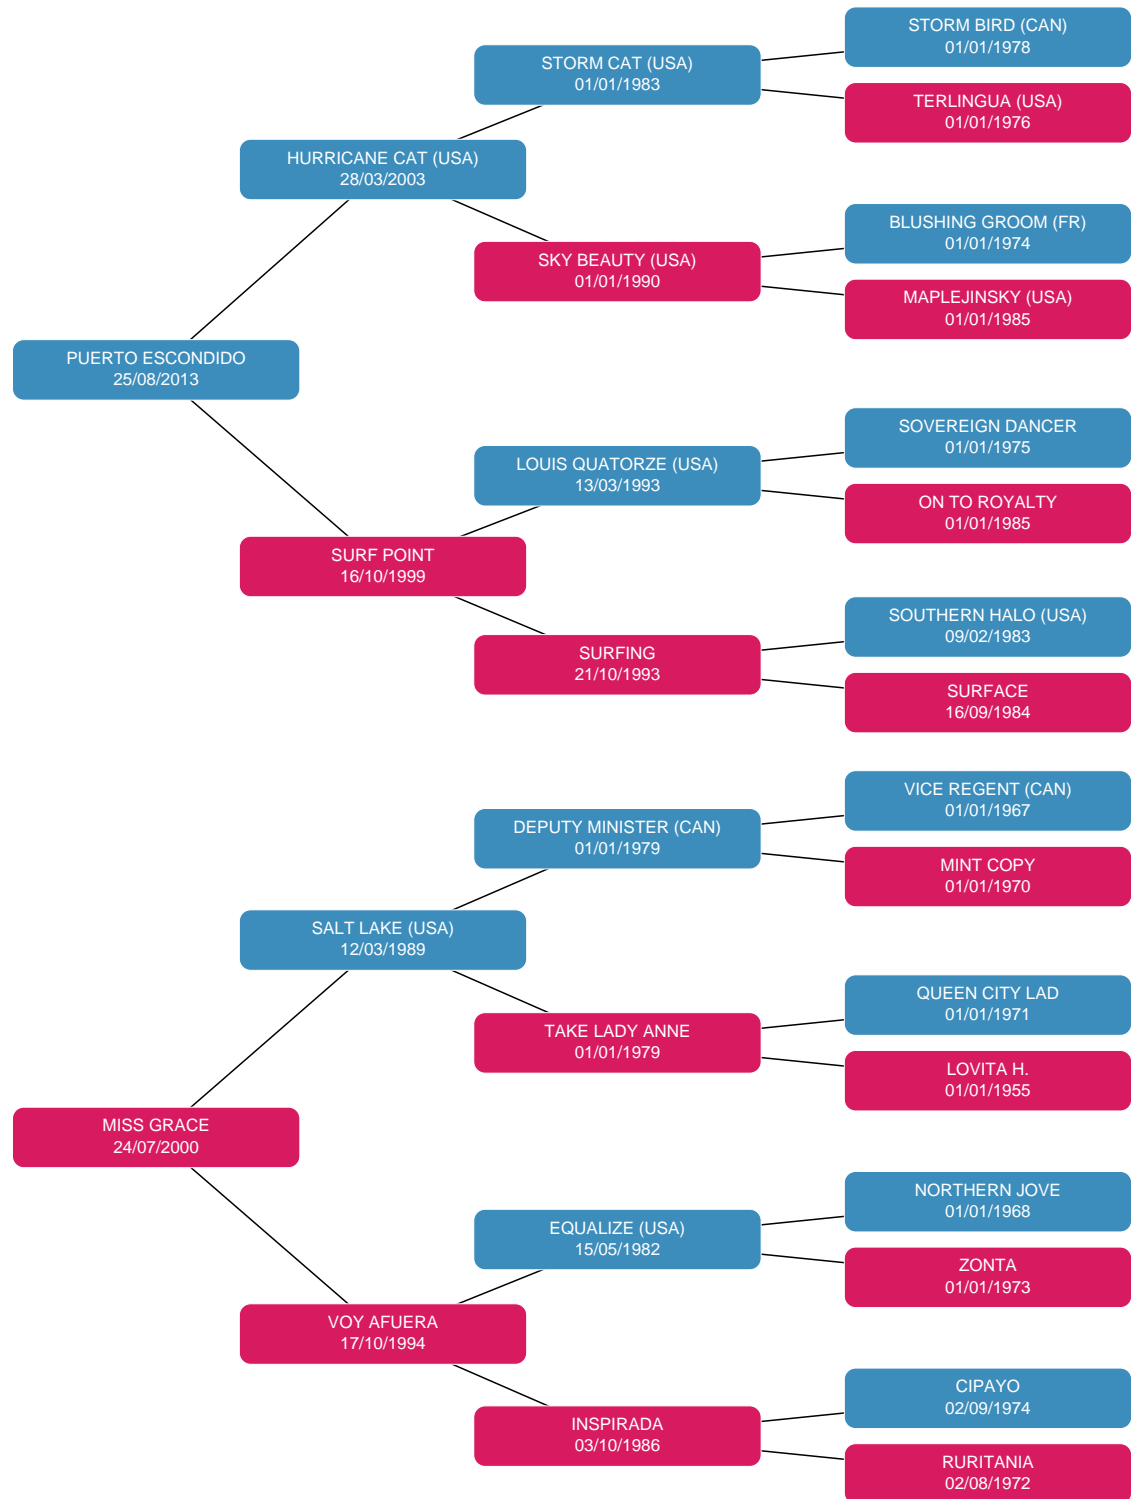 STORM BIRD (CAN)
01/01/1978
STORM CAT (USA)
01/01/1983
TERLINGUA (USA)
01/01/1976
HURRICANE CAT (USA)
28/03/2003
BLUSHING GROOM (FR)
01/01/1974
SKY BEAUTY (USA)
01/01/1990
MAPLEJINSKY (USA)
01/01/1985
PUERTO ESCONDIDO
25/08/2013
SOVEREIGN DANCER
01/01/1975
LOUIS QUATORZE (USA)
13/03/1993
ON TO ROYALTY
01/01/1985
SURF POINT
16/10/1999
SOUTHERN HALO (USA)
09/02/1983
SURFING
21/10/1993
SURFACE
16/09/1984
VICE REGENT (CAN)
01/01/1967
DEPUTY MINISTER (CAN)
01/01/1979
MINT COPY
01/01/1970
SALT LAKE (USA)
12/03/1989
QUEEN CITY LAD
01/01/1971
TAKE LADY ANNE
01/01/1979
LOVITA H.
01/01/1955
MISS GRACE
24/07/2000
NORTHERN JOVE
01/01/1968
EQUALIZE (USA)
15/05/1982
ZONTA
01/01/1973
VOY AFUERA
17/10/1994
CIPAYO
02/09/1974
INSPIRADA
03/10/1986
RURITANIA
02/08/1972